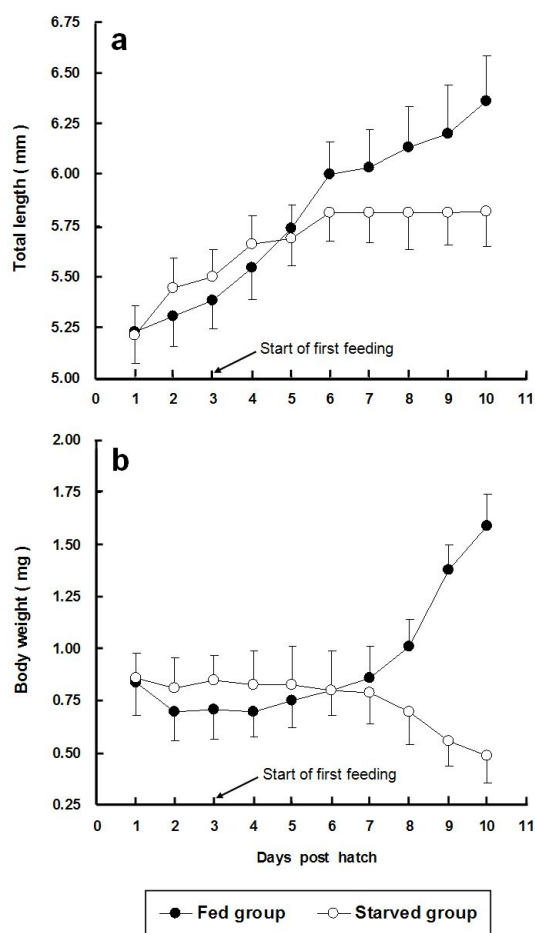 a
6.75
6.50
6.25
6.00
5.75
5.50
5.25
5.00
Total length ( mm )
Start of first feeding
0 1 2 3 4 5 6 7 8 9 10 11
b
2.00
1.75
1.50
1.25
1.00
0.75
0.50
0.25
Body weight ( mg )
Start of first feeding
0 1 2 3 4 5 6 7 8 9 10 11
Days post hatch
Fed group Starved group